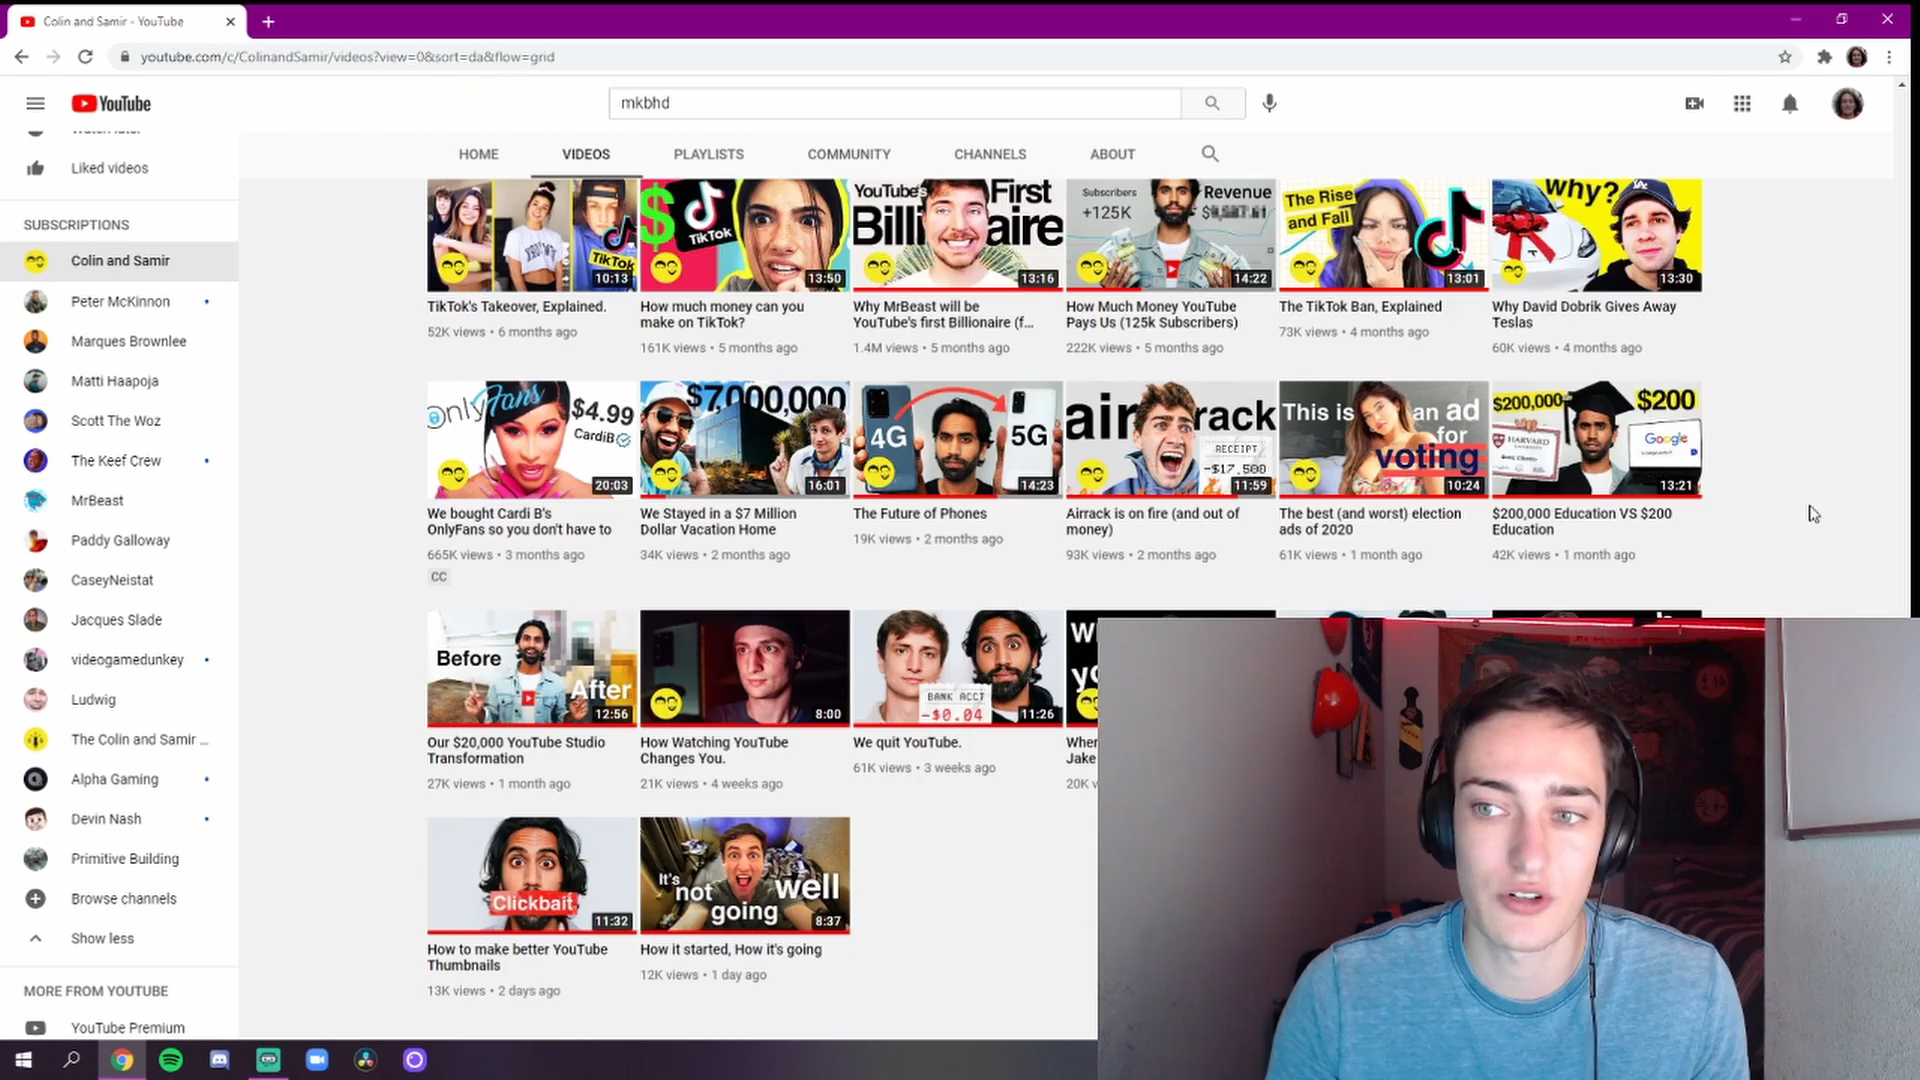 Colin and Samir - YouTube
youtube.com/c/ColinandSamir/videos?view=0&sort=da&flow=grid
YouTube
mkbhd
HOME
VIDEOS
PLAYLISTS
COMMUNITY
CHANNELS
ABOUT
Watch later
Liked videos
SUBSCRIPTIONS
Colin and Samir
Peter McKinnon
Marques Brownlee
Matti Haapoja
Scott The Woz
The Keef Crew
MrBeast
Paddy Galloway
CaseyNeistat
Jacques Slade
videogamedunkey
Ludwig
The Colin and Samir ...
Alpha Gaming
Devin Nash
Primitive Building
Browse channels
Show less
MORE FROM YOUTUBE
YouTube Premium
TikTok
10:13
TikTok's Takeover, Explained.
52K views • 6 months ago
$
TikTok
13:50
How much money can you
make on TikTok?
161K views • 5 months ago
YouTube's First
Billi aire
13:16
Why MrBeast will be
YouTube's first Billionaire (f...
1.4M views • 5 months ago
Subscribers
+125K
Revenue
$
14:22
How Much Money YouTube
Pays Us (125k Subscribers)
222K views • 5 months ago
The Rise
and Fall
13:01
The TikTok Ban, Explained
73K views • 4 months ago
why?
LA
13:30
Why David Dobrik Gives Away
Teslas
60K views • 4 months ago
Only Fans
$4.99
CardiB
20:03
We bought Cardi B's
OnlyFans so you don't have to
665K views • 3 months ago
CC
$7,000,000
16:01
We Stayed in a $7 Million
Dollar Vacation Home
34K views • 2 months ago
4G
5G
14:23
The Future of Phones
19K views • 2 months ago
air rack
RECEIPT
-$17,500
11:59
Airrack is on fire (and out of
money)
93K views • 2 months ago
This is an ad
for
voting
10:24
The best (and worst) election
ads of 2020
61K views • 1 month ago
$200,000
$200
HARVARD
Google
13:21
$200,000 Education VS $200
Education
42K views • 1 month ago
Before
After
12:56
Our $20,000 YouTube Studio
Transformation
27K views • 1 month ago
8:00
How Watching YouTube
Changes You.
21K views • 4 weeks ago
BANK ACCT
-$0.04
11:26
We quit YouTube.
61K views • 3 weeks ago
Jake
20K v
Clickbait
11:32
How to make better YouTube
Thumbnails
13K views • 2 days ago
It's
not
going
well
8:37
How it started, How it's going
12K views • 1 day ago